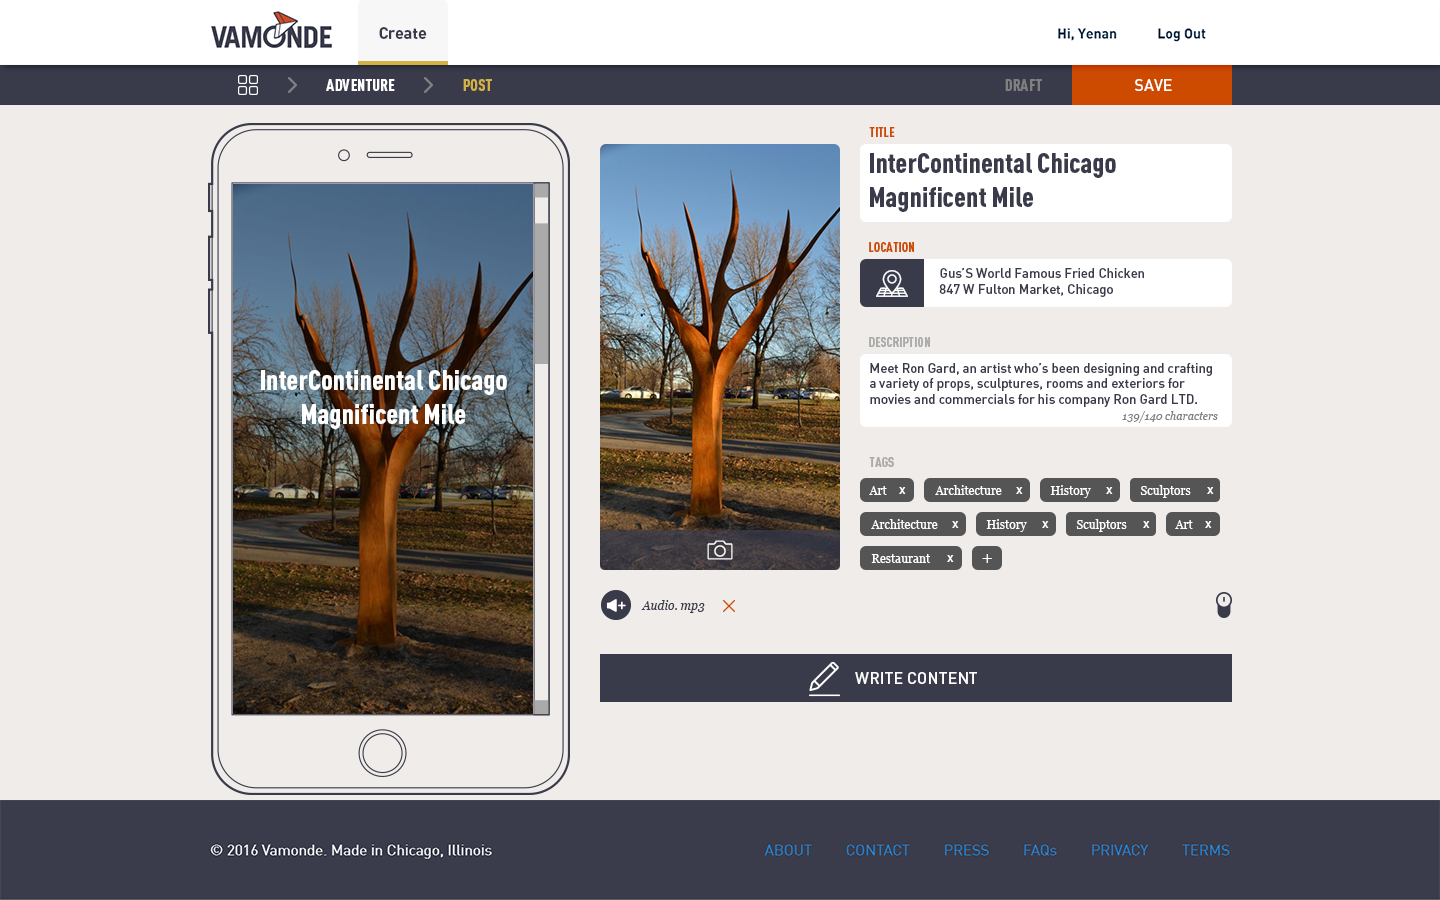 VAMONDE
Create
Hi, Yenan
Log Out
ADVENTURE
POST
DRAFT
SAVE
InterContinental Chicago
Magnificent Mile
TITLE
InterContinental Chicago
Magnificent Mile
LOCATION
Gus'S World Famous Fried Chicken
847 W Fulton Market, Chicago
DESCRIPTION
Meet Ron Gard, an artist who's been designing and crafting
a variety of props, sculptures, rooms and exteriors for
movies and commercials for his company Ron Gard LTD.
139/140 characters
TAGS
Art x Architecture x History x Sculptors x
Architecture x History x Sculptors x Art x
Restaurant x +
Audio. mp3
WRITE CONTENT
© 2016 Vamonde. Made in Chicago, Illinois
ABOUT CONTACT PRESS FAQs PRIVACY TERMS